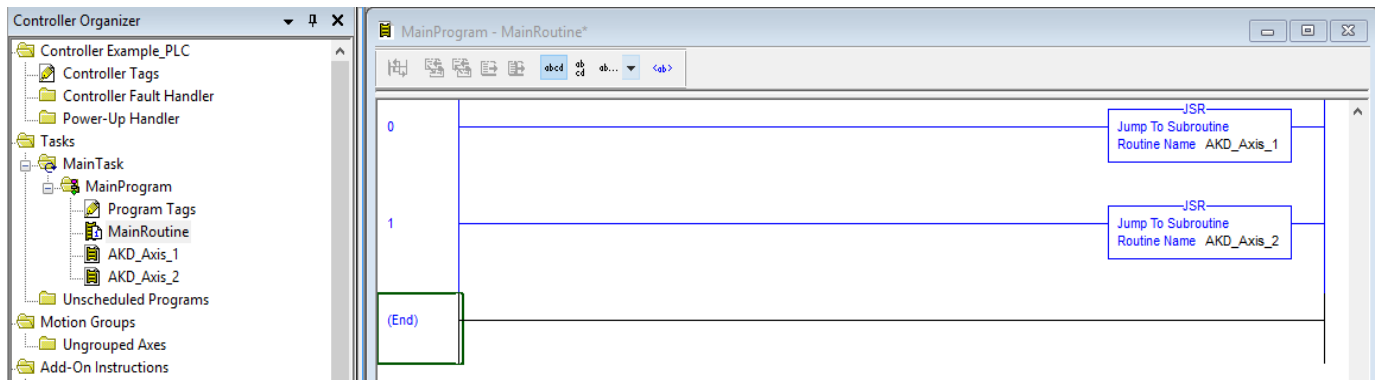 Controller Organizer
Controller Example_PLC
Controller Tags
Controller Fault Handler
Power-Up Handler
Tasks
MainTask
MainProgram
Program Tags
MainRoutine
AKD_Axis_1
AKD_Axis_2
Unscheduled Programs
Motion Groups
Ungrouped Axes
Add-On Instructions
MainProgram - MainRoutine*
abcd ab cd ab... <ab>
0
JSR
Jump To Subroutine
Routine Name AKD_Axis_1
1
JSR
Jump To Subroutine
Routine Name AKD_Axis_2
(End)